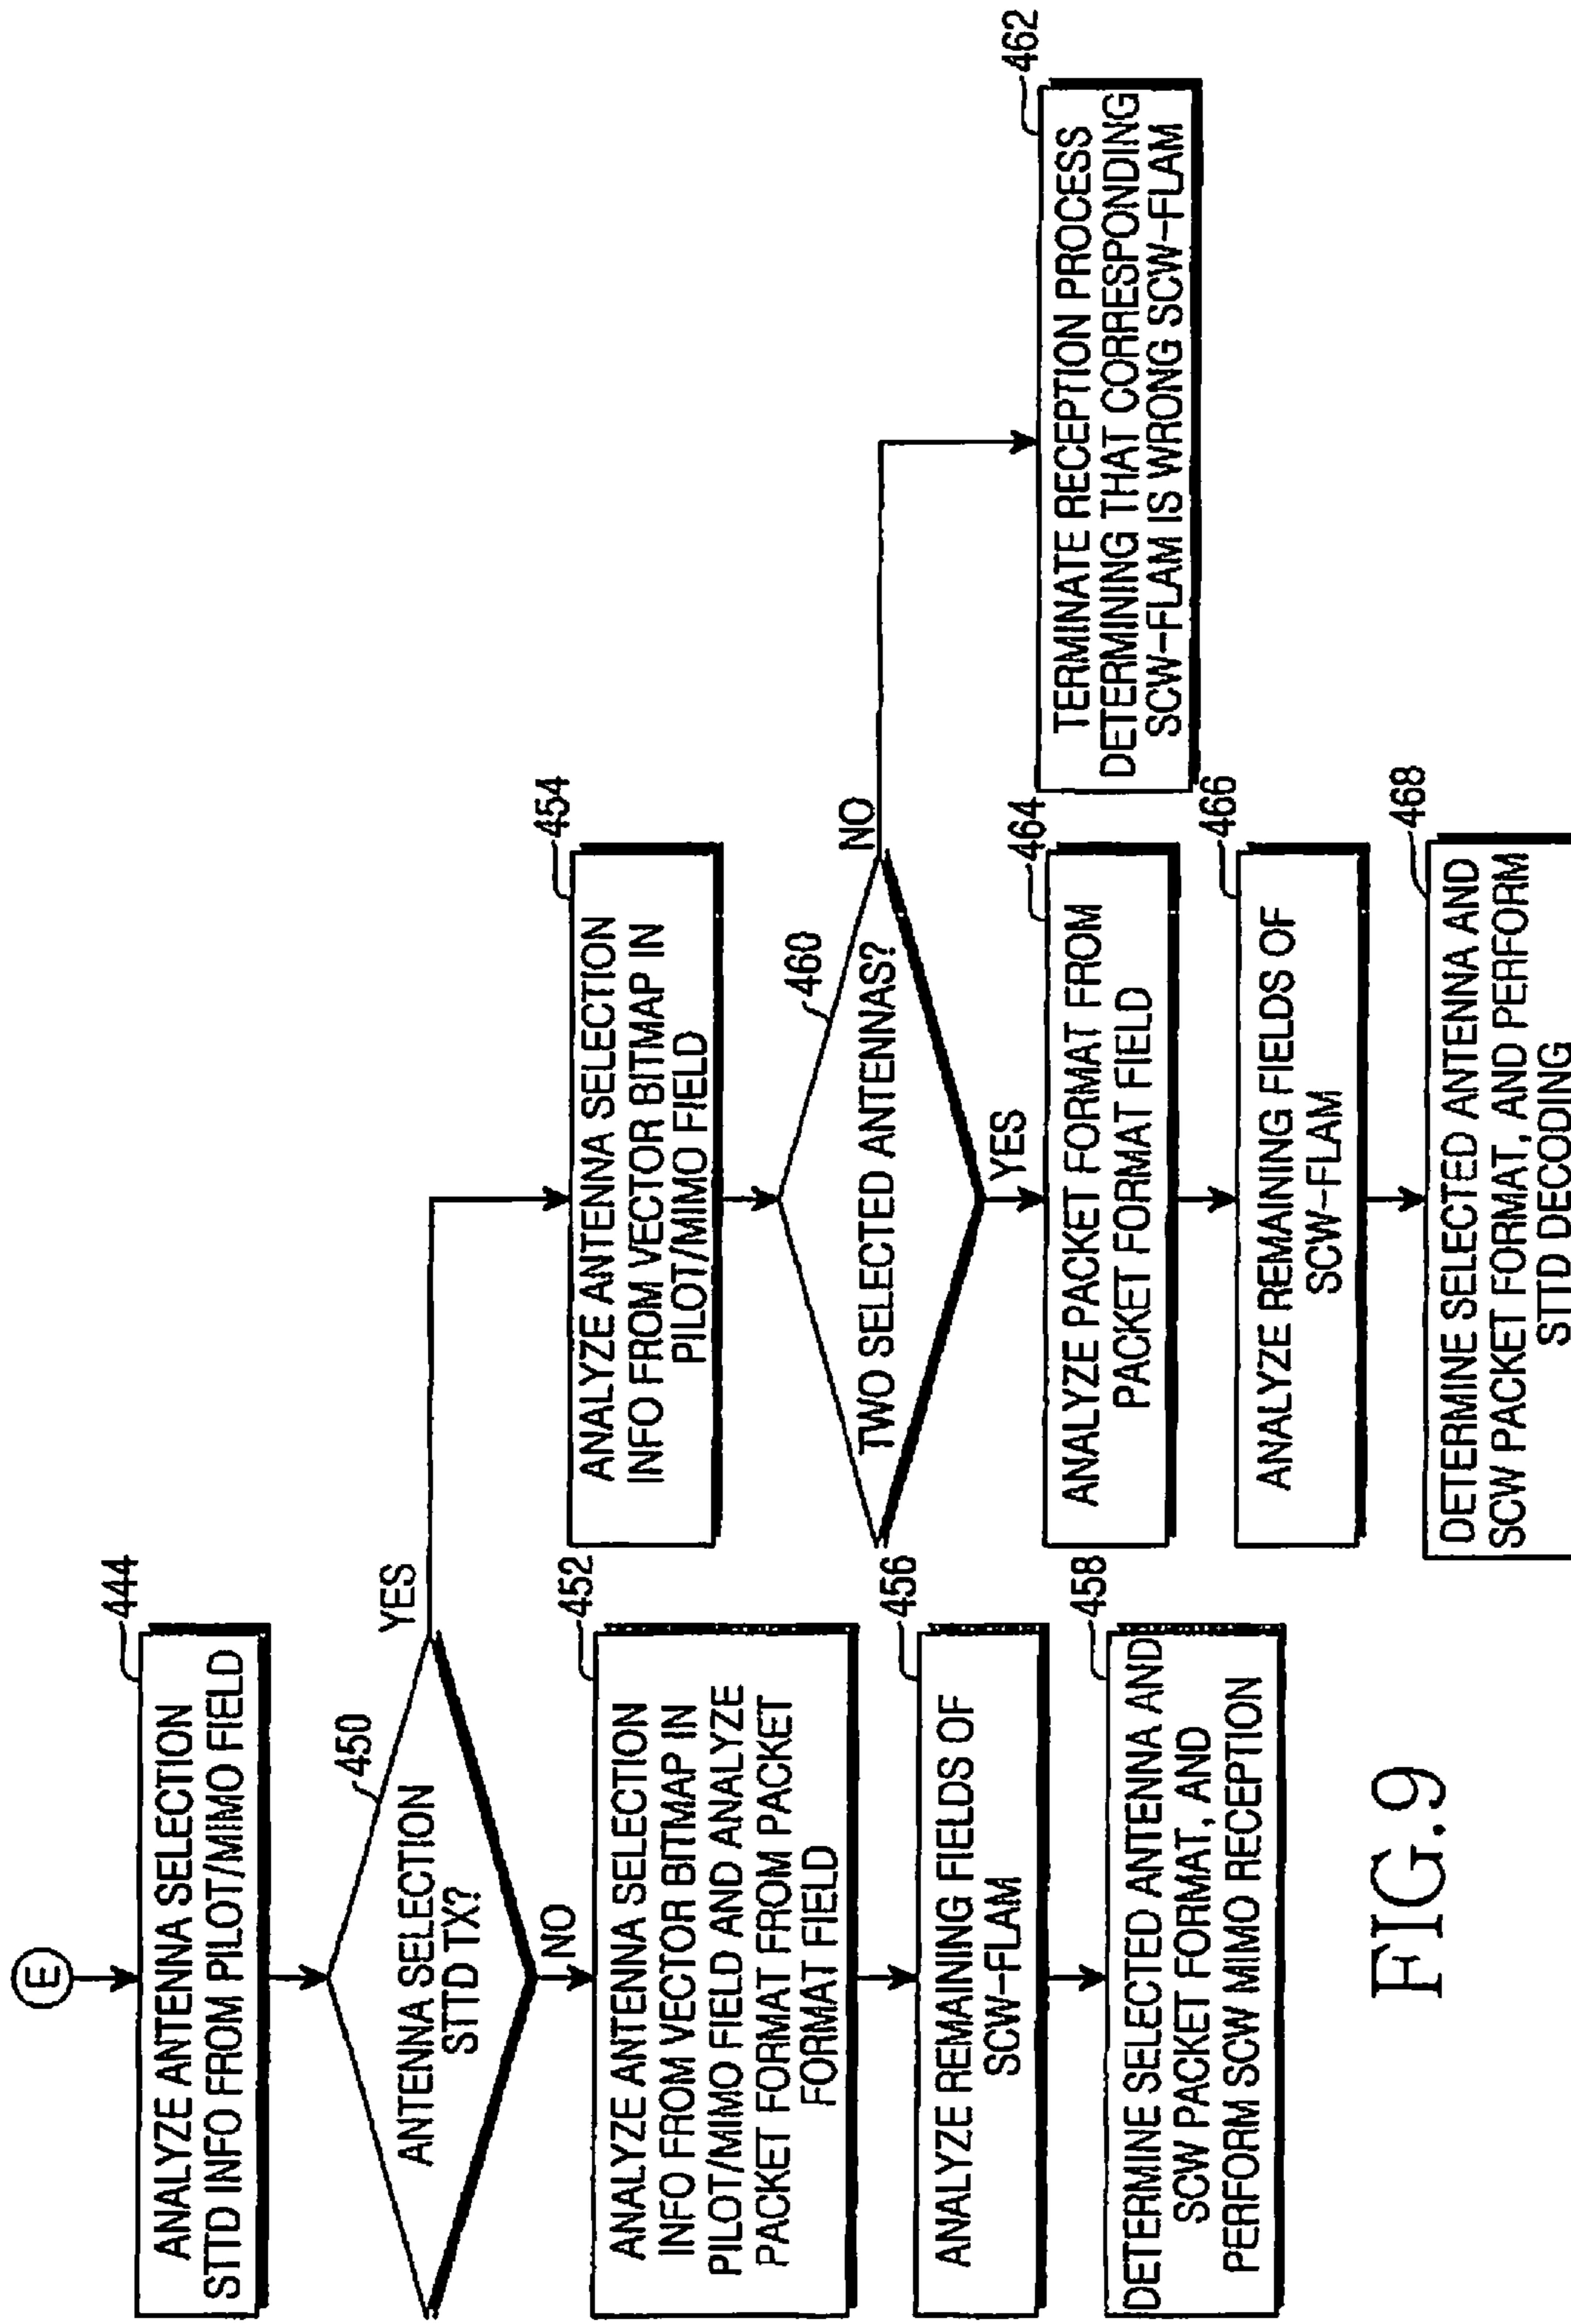 E
444
ANALYZE ANTENNA SELECTION
STTD INFO FROM PILOT/MIMO FIELD
450
ANTENNA SELECTION
STTD TX?
YES
NO
452
ANALYZE ANTENNA SELECTION
INFO FROM VECTOR BITMAP IN
PILOT/MIMO FIELD AND ANALYZE
PACKET FORMAT FROM PACKET
FORMAT FIELD
456
ANALYZE REMAINING FIELDS OF
SCW-FLAM
458
DETERMINE SELECTED ANTENNA AND
SCW PACKET FORMAT, AND
PERFORM SCW MIMO RECEPTION
454
ANALYZE ANTENNA SELECTION
INFO FROM VECTOR BITMAP IN
PILOT/MIMO FIELD
460
TWO SELECTED ANTENNAS?
NO
YES
464
ANALYZE PACKET FORMAT FROM
PACKET FORMAT FIELD
466
ANALYZE REMAINING FIELDS OF
SCW-FLAM
468
DETERMINE SELECTED ANTENNA AND
SCW PACKET FORMAT, AND PERFORM
STTD DECODING
462
TERMINATE RECEPTION PROCESS
DETERMINING THAT CORRESPONDING
SCW-FLAM IS WRONG SCW-FLAM
FIG.9